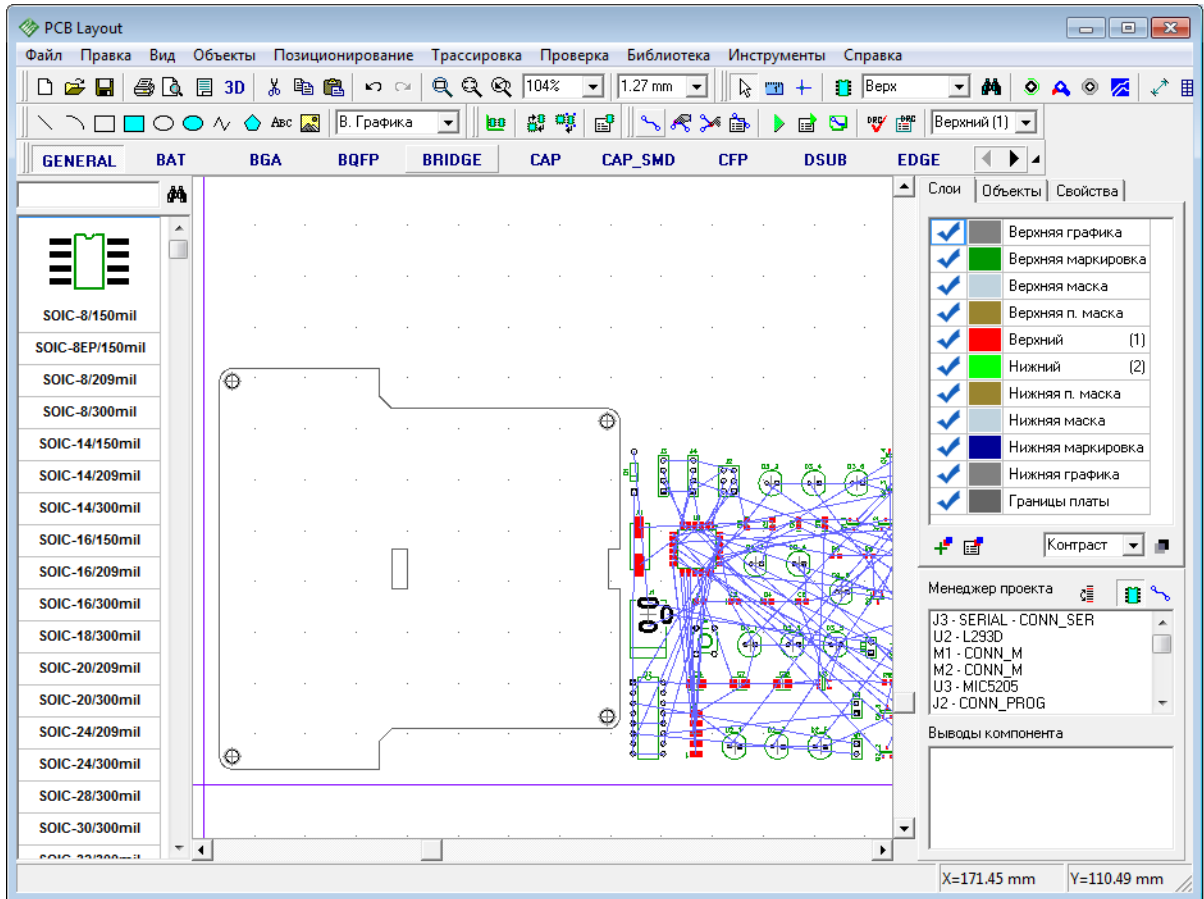 PCB Layout
Файл Правка Вид Объекты Позиционирование Трассировка Проверка Библиотека Инструменты Справка
3D 104% 1.27 mm Верх
ABC В. Графика DRC DRC Верхний (1)
GENERAL BAT BGA BQFP BRIDGE CAP CAP_SMD CFP DSUB EDGE
Слои Объекты Свойства
SOIC-8/150mil
SOIC-8EP/150mil
SOIC-8/209mil
SOIC-8/300mil
SOIC-14/150mil
SOIC-14/209mil
SOIC-14/300mil
SOIC-16/150mil
SOIC-16/209mil
SOIC-16/300mil
SOIC-18/300mil
SOIC-20/209mil
SOIC-20/300mil
SOIC-24/209mil
SOIC-24/300mil
SOIC-28/300mil
SOIC-30/300mil
Верхняя графика
Верхняя маркировка
Верхняя маска
Верхняя п. маска
Верхний (1)
Нижний (2)
Нижняя п. маска
Нижняя маска
Нижняя маркировка
Нижняя графика
Границы платы
Контраст
Менеджер проекта
J3 - SERIAL - CONN_SER
U2 - L293D
M1 - CONN_M
M2 - CONN_M
U3 - MIC5205
J2 - CONN_PROG
Выводы компонента
X=171.45 mm Y=110.49 mm